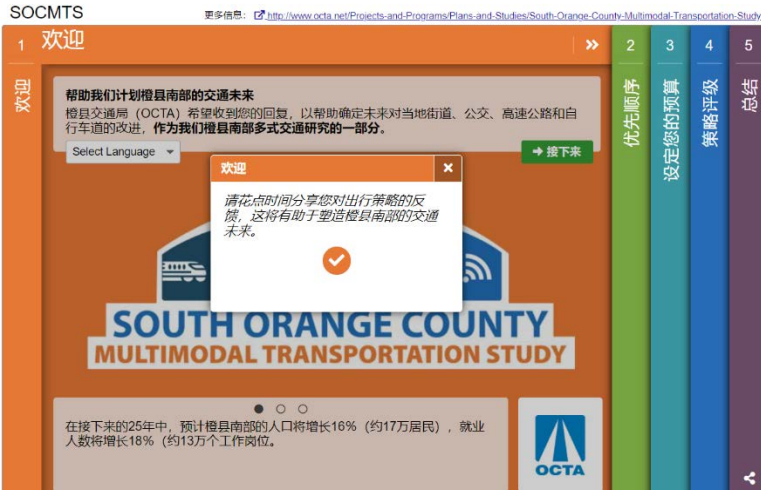 SOCMTS
更多信息: http://www.octa.net/Projects-and-Programs/Plans-and-Studies/South-Orange-County-Multimodal-Transportation-Study
1 欢迎 »
欢迎
帮助我们计划橙县南部的交通未来
橙县交通局 (OCTA) 希望收到您的回复，以帮助确定未来对当地街道、公交、高速公路和自
行车道的改进，作为我们橙县南部多式交通研究的一部分。
Select Language
接下来
欢迎
请花点时间分享您对出行策略的反
馈，这将有助于塑造橙县南部的交通
未来。
SOUTH ORANGE COUNTY
MULTIMODAL TRANSPORTATION STUDY
在接下来的25年中，预计橙县南部的人口将增长16%（约17万居民），就业
人数将增长18%（约13万个工作岗位。
OCTA
2
优先顺序
3
设定您的预算
4
策略评级
5
总结